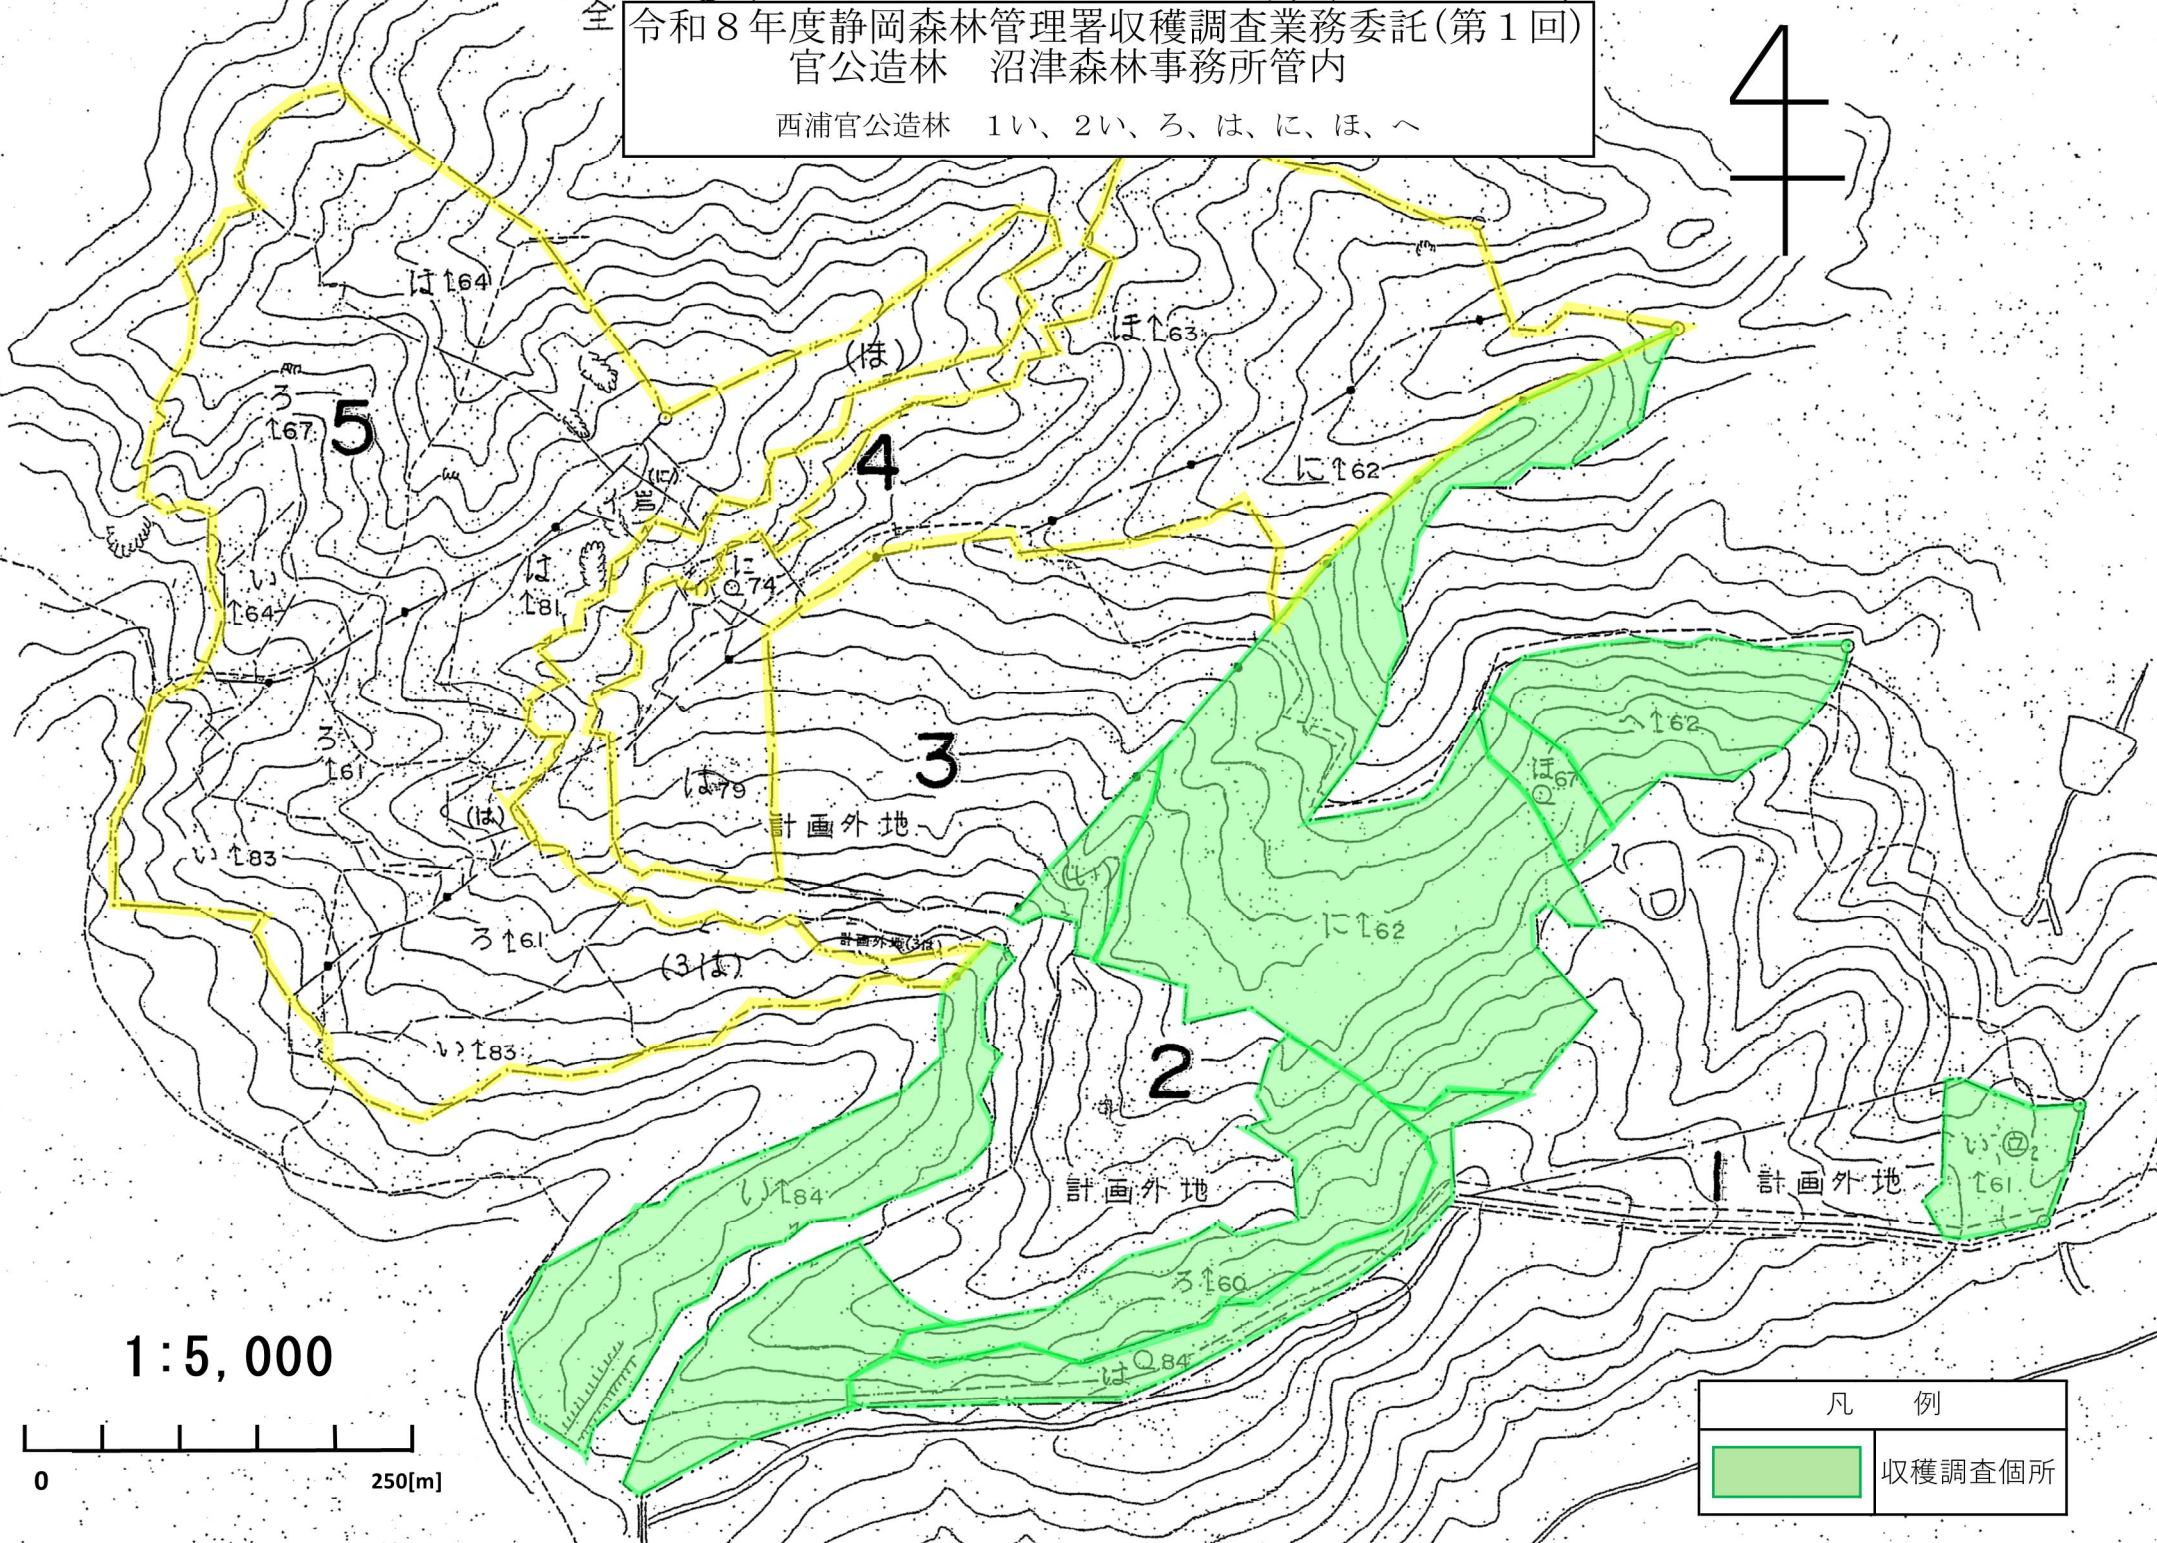 全
令和８年度静岡森林管理署収穫調査業務委託(第１回)
官公造林　沼津森林事務所管内
西浦官公造林　１い、２い、ろ、は、に、ほ、へ
は 64
ほ 63
(ほ)
ろ
67
5
4
に 62
(に)
岩
は
81
に
74
い
64
へ 62
ろ
61
3
は 79
ほ
67
計画外地
(は)
い 83
(い)
に 62
ろ 61
計画外地(3は)
(3は)
い 83
2
1
い
2
61
計画外地
い 84
計画外地
ろ 60
は 84
1:5,000
0
250[m]
凡　例
収穫調査個所